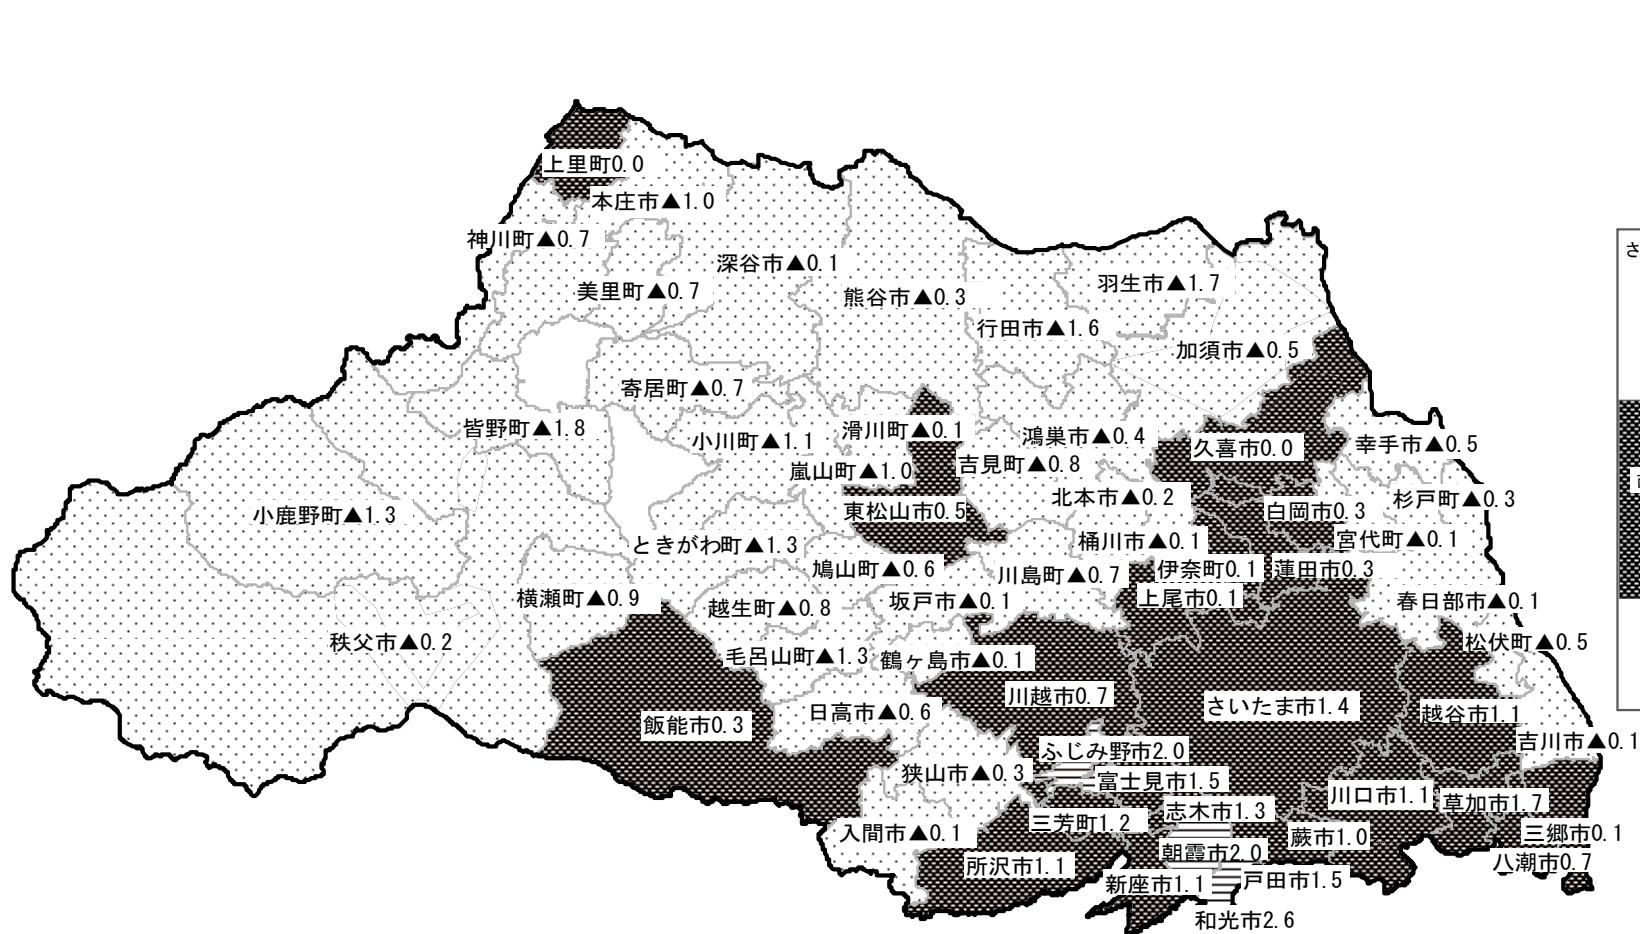 上里町0.0
本庄市▲1.0
神川町▲0.7
さ
深谷市▲0.1
羽生市▲1.7
美里町▲0.7
熊谷市▲0.3
行田市▲1.6
加須市▲0.5
寄居町▲0.7
皆野町▲1.8
小川町▲1.1
滑川町▲0.1
鴻巣市▲0.4
久喜市0.0
幸手市▲0.5
嵐山町▲1.0
吉見町▲0.8
北本市▲0.2
杉戸町▲0.3
小鹿野町▲1.3
東松山市0.5
白岡市0.3
ときがわ町▲1.3
桶川市▲0.1
宮代町▲0.1
鳩山町▲0.6
川島町▲0.7
伊奈町0.1
蓮田市0.3
横瀬町▲0.9
越生町▲0.8
坂戸市▲0.1
上尾市0.1
春日部市▲0.1
秩父市▲0.2
松伏町▲0.5
毛呂山町▲1.3
鶴ヶ島市▲0.1
川越市0.7
さいたま市1.4
飯能市0.3
日高市▲0.6
越谷市1.1
吉川市▲0.1
ふじみ野市2.0
狭山市▲0.3
富士見市1.5
川口市1.1
草加市1.7
志木市1.3
三芳町1.2
入間市▲0.1
蕨市1.0
三郷市0.1
朝霞市2.0
所沢市1.1
八潮市0.7
新座市1.1
戸田市1.5
和光市2.6